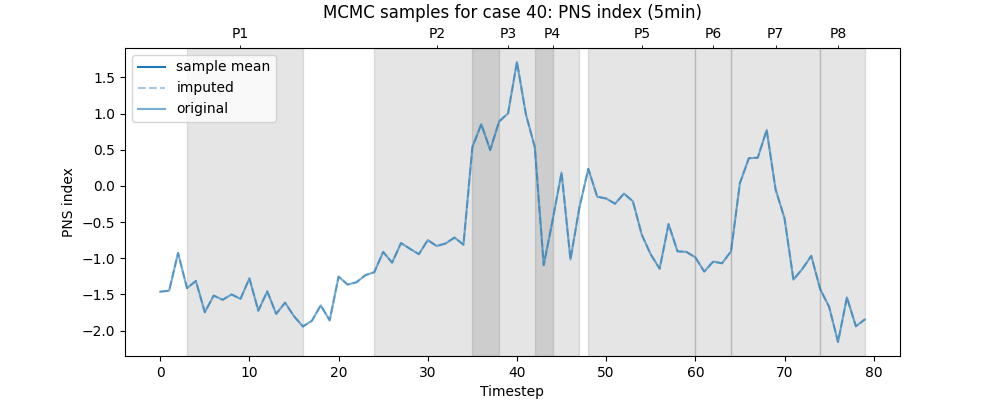 MCMC samples for case 40: PNS index (5min)
P1 P2 P3 P4 P5 P6 P7 P8
sample mean
imputed
original
1.5
1.0
0.5
0.0
−0.5
−1.0
−1.5
−2.0
PNS index
0 10 20 30 40 50 60 70 80
Timestep